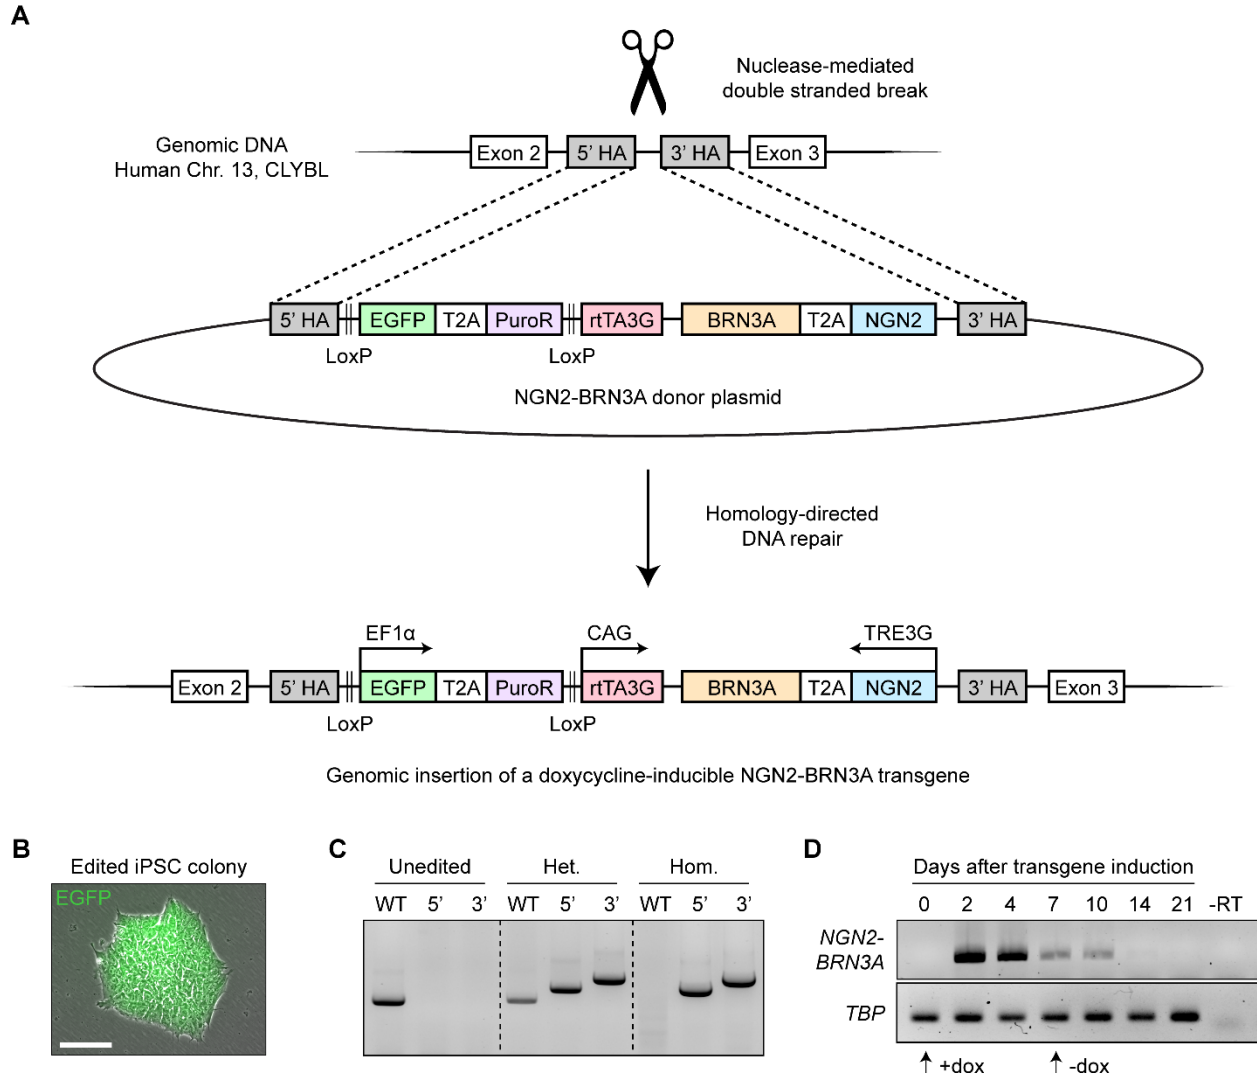 A
Nuclease-mediated
double stranded break
Genomic DNA
Human Chr. 13, CLYBL
Exon 2 5’ HA 3’ HA Exon 3
5’ HA EGFP T2A PuroR rtTA3G BRN3A T2A NGN2 3’ HA
LoxP LoxP
NGN2-BRN3A donor plasmid
Homology-directed
DNA repair
EF1α CAG TRE3G
Exon 2 5’ HA EGFP T2A PuroR rtTA3G BRN3A T2A NGN2 3’ HA Exon 3
LoxP LoxP
Genomic insertion of a doxycycline-inducible NGN2-BRN3A transgene
B
Edited iPSC colony
EGFP
C
Unedited Het. Hom.
WT 5’ 3’ WT 5’ 3’ WT 5’ 3’
D
Days after transgene induction
0 2 4 7 10 14 21 -RT
NGN2-
BRN3A
TBP
+dox -dox